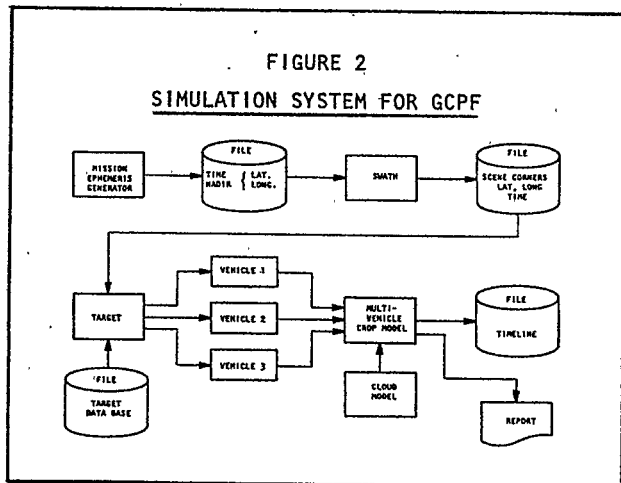 FIGURE 2
SIMULATION SYSTEM FOR GCPF
MISSION
EPHEMERIS
GENERATOR
FILE
TIME
NADIR { LAT.
LONG.
SWATH
FILE
SCENE CORNERS
LAT, LONG
TIME
TARGET
VEHICLE 1
VEHICLE 2
VEHICLE 3
MULTI-
VEHICLE
CROP MODEL
FILE
TIMELINE
FILE
TARGET
DATA BASE
CLOUD
MODEL
REPORT